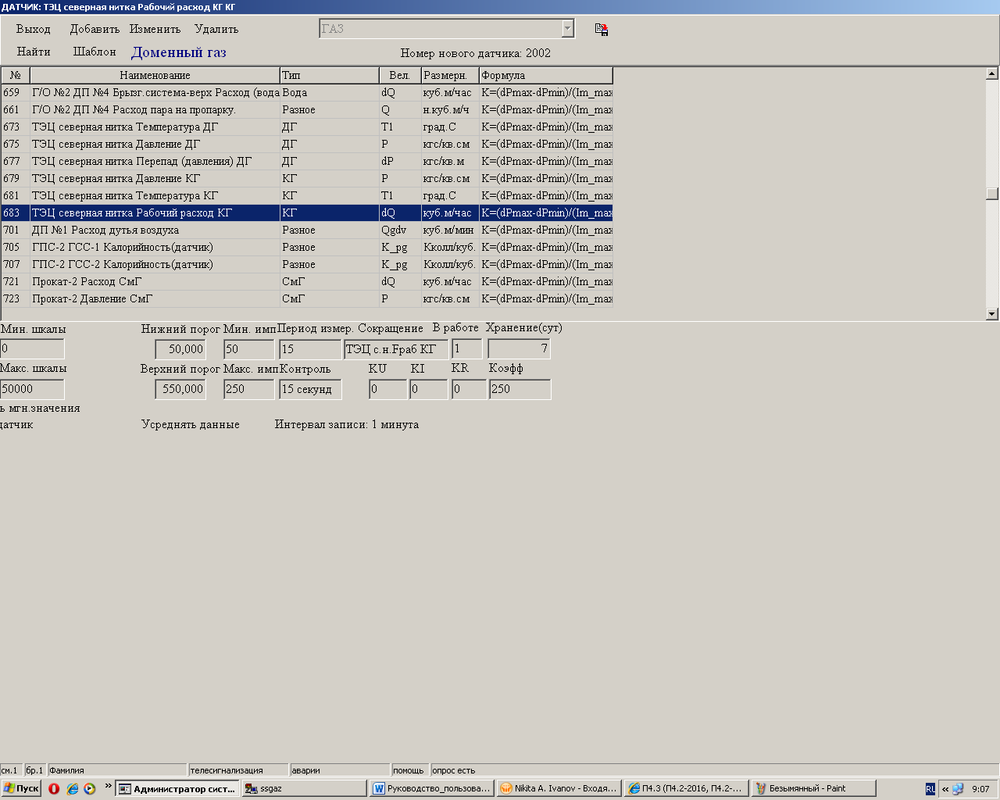 ДАТЧИК: ТЭЦ северная нитка Рабочий расход КГ КГ
Выход Добавить Изменить Удалить ГАЗ
Найти Шаблон Доменный газ Номер нового датчика: 2002
№ Наименование Тип Вел. Размерн. Формула
659 Г/О №2 ДП №4 Брызг.система-верх Расход (вода Вода dQ куб.м/час K=(dPmax-dPmin)/(Im_max
661 Г/О №2 ДП №4 Расход пара на пропарку. Разное Q н.куб.м/ч K=(dPmax-dPmin)/(Im_max
673 ТЭЦ северная нитка Температура ДГ ДГ T1 град.С K=(dPmax-dPmin)/(Im_max
675 ТЭЦ северная нитка Давление ДГ ДГ P кгс/кв.см K=(dPmax-dPmin)/(Im_max
677 ТЭЦ северная нитка Перепад (давления) ДГ ДГ dP кгс/кв.м K=(dPmax-dPmin)/(Im_max
679 ТЭЦ северная нитка Давление КГ КГ P кгс/кв.см K=(dPmax-dPmin)/(Im_max
681 ТЭЦ северная нитка Температура КГ КГ T1 град.С K=(dPmax-dPmin)/(Im_max
683 ТЭЦ северная нитка Рабочий расход КГ КГ dQ куб.м/час K=(dPmax-dPmin)/(Im_max
701 ДП №1 Расход дутья воздуха Разное Qgdv куб.м/мин K=(dPmax-dPmin)/(Im_max
705 ГПС-2 ГСС-1 Калорийность(датчик) Разное K_pg Кколл/куб. K=(dPmax-dPmin)/(Im_max
707 ГПС-2 ГСС-2 Калорийность(датчик) Разное K_pg Кколл/куб. K=(dPmax-dPmin)/(Im_max
721 Прокат-2 Расход СмГ СмГ dQ куб.м/час K=(dPmax-dPmin)/(Im_max
723 Прокат-2 Давление СмГ СмГ P кгс/кв.см K=(dPmax-dPmin)/(Im_max
Мин. шкалы Нижний порог Мин. имп Период измер. Сокращение В работе Хранение(сут)
0 50,000 50 15 ТЭЦ с.н.Fраб КГ 1 7
Макс. шкалы Верхний порог Макс. имп Контроль KU KI KR Коэфф
50000 550,000 250 15 секунд 0 0 0 250
ь мгн.значения
датчик Усреднять данные Интервал записи: 1 минута
см.1 бр.1 Фамилия телесигнализация аварии помощь опрос есть
Пуск » Администратор сист... ssgaz Руководство_пользова... Nikita A. Ivanov - Входя... П4.3 (П4.2-2016, П4.2-... Безымянный - Paint RU « 9:07